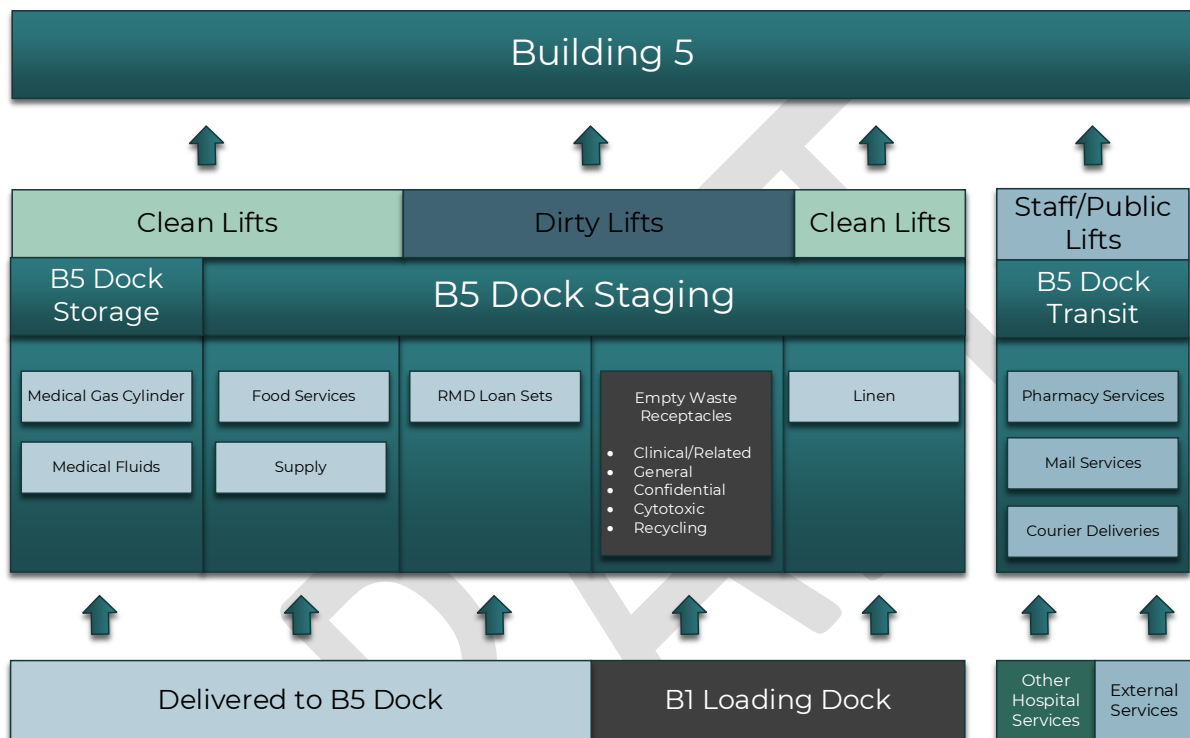 Building 5
Clean Lifts
Dirty Lifts
Clean Lifts
Staff/Public
Lifts
B5 Dock
Storage
B5 Dock Staging
B5 Dock
Transit
Medical Gas Cylinder
Medical Fluids
Food Services
Supply
RMD Loan Sets
Empty Waste
Receptacles
• Clinical/Related
• General
• Confidential
• Cytotoxic
• Recycling
Linen
Pharmacy Services
Mail Services
Courier Deliveries
Delivered to B5 Dock
B1 Loading Dock
Other
Hospital
Services
External
Services
DRAFT